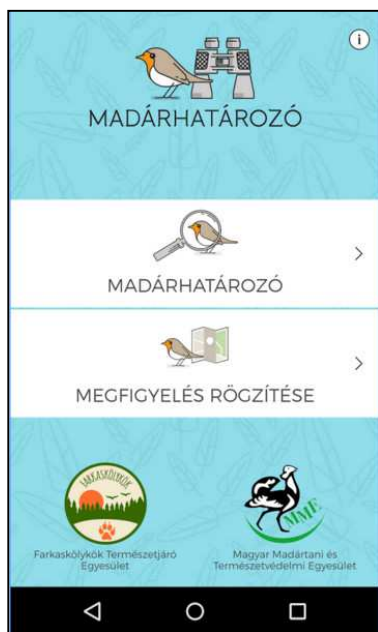 i
MADÁRHATÁROZÓ
MADÁRHATÁROZÓ
MEGFIGYELÉS RÖGZÍTÉSE
FARKASKÖLYKÖK
MME
Farkaskölykök Természetjáró
Egyesület
Magyar Madártani és
Természetvédelmi Egyesület